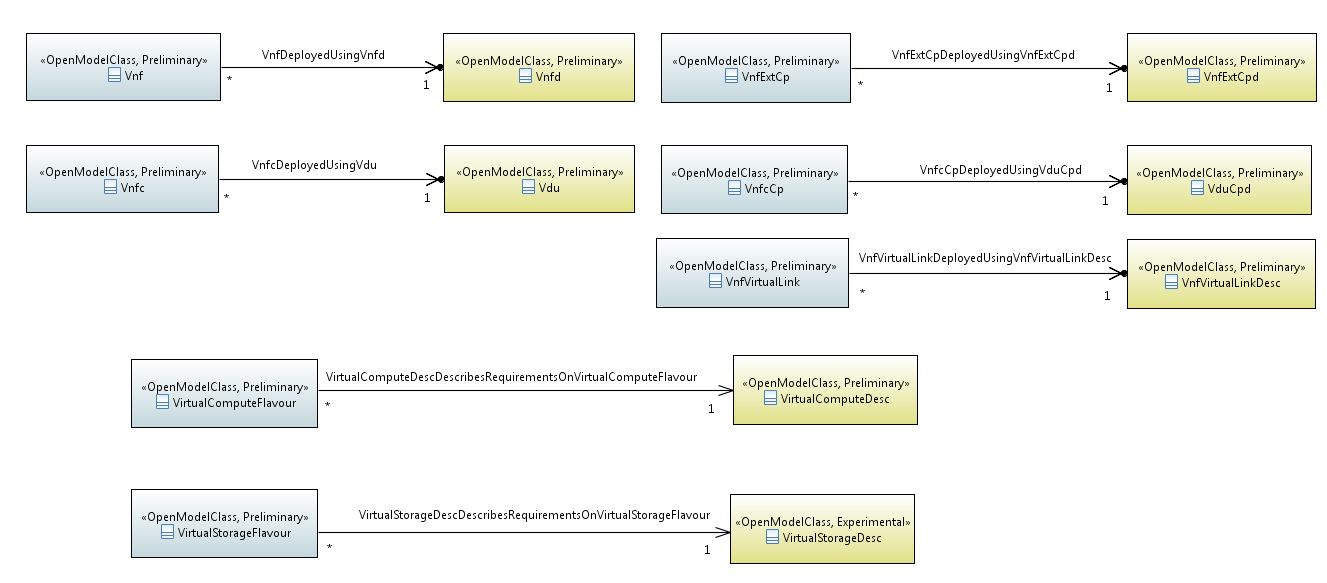 «OpenModelClass, Preliminary»
Vnf
VnfDeployedUsingVnfd
*
1
«OpenModelClass, Preliminary»
Vnfd
«OpenModelClass, Preliminary»
VnfExtCp
VnfExtCpDeployedUsingVnfExtCpd
*
1
«OpenModelClass, Preliminary»
VnfExtCpd
«OpenModelClass, Preliminary»
Vnfc
VnfcDeployedUsingVdu
*
1
«OpenModelClass, Preliminary»
Vdu
«OpenModelClass, Preliminary»
VnfcCp
VnfcCpDeployedUsingVduCpd
*
1
«OpenModelClass, Preliminary»
VduCpd
«OpenModelClass, Preliminary»
VnfVirtualLink
VnfVirtualLinkDeployedUsingVnfVirtualLinkDesc
*
1
«OpenModelClass, Preliminary»
VnfVirtualLinkDesc
«OpenModelClass, Preliminary»
VirtualComputeFlavour
VirtualComputeDescDescribesRequirementsOnVirtualComputeFlavour
*
1
«OpenModelClass, Preliminary»
VirtualComputeDesc
«OpenModelClass, Preliminary»
VirtualStorageFlavour
VirtualStorageDescDescribesRequirementsOnVirtualStorageFlavour
*
1
«OpenModelClass, Experimental»
VirtualStorageDesc